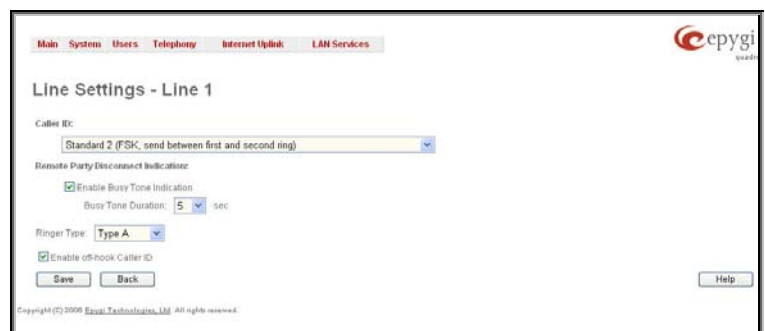 Main System Users Telephony Internet Uplink LAN Services
epygi
quadro
Line Settings - Line 1
Caller ID:
Standard 2 (FSK, send between first and second ring)
Remote Party Disconnect Indication:
Enable Busy Tone Indication
Busy Tone Duration: 5 sec
Ringer Type: Type A
Enable off-hook Caller ID
Save Back Help
Copyright (C) 2006 Epygi Technologies, Ltd. All rights reserved.